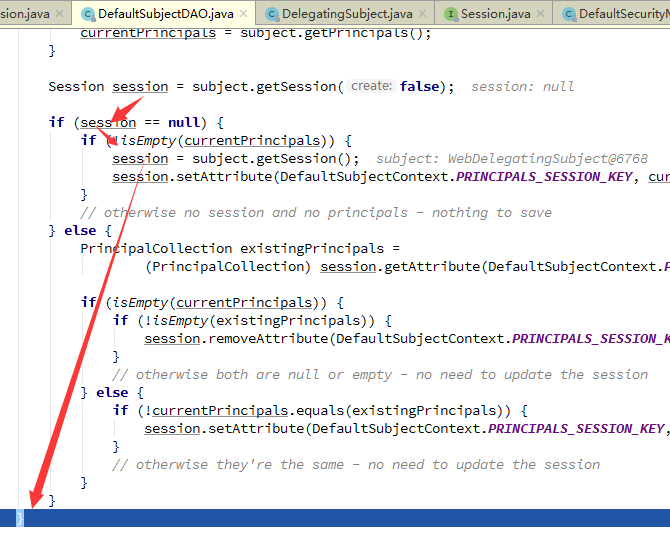 sion.java × DefaultSubjectDAO.java × DelegatingSubject.java × Session.java × DefaultSecurityM
currentPrincipals = subject.getPrincipals();
}
Session session = subject.getSession( create: false); session: null
if (session == null) {
if (!isEmpty(currentPrincipals)) {
session = subject.getSession(); subject: WebDelegatingSubject@6768
session.setAttribute(DefaultSubjectContext.PRINCIPALS_SESSION_KEY, cur
}
// otherwise no session and no principals - nothing to save
} else {
PrincipalCollection existingPrincipals =
(PrincipalCollection) session.getAttribute(DefaultSubjectContext.P
if (isEmpty(currentPrincipals)) {
if (!isEmpty(existingPrincipals)) {
session.removeAttribute(DefaultSubjectContext.PRINCIPALS_SESSION_K
}
// otherwise both are null or empty - no need to update the session
} else {
if (!currentPrincipals.equals(existingPrincipals)) {
session.setAttribute(DefaultSubjectContext.PRINCIPALS_SESSION_KEY,
}
// otherwise they're the same - no need to update the session
}
}
}